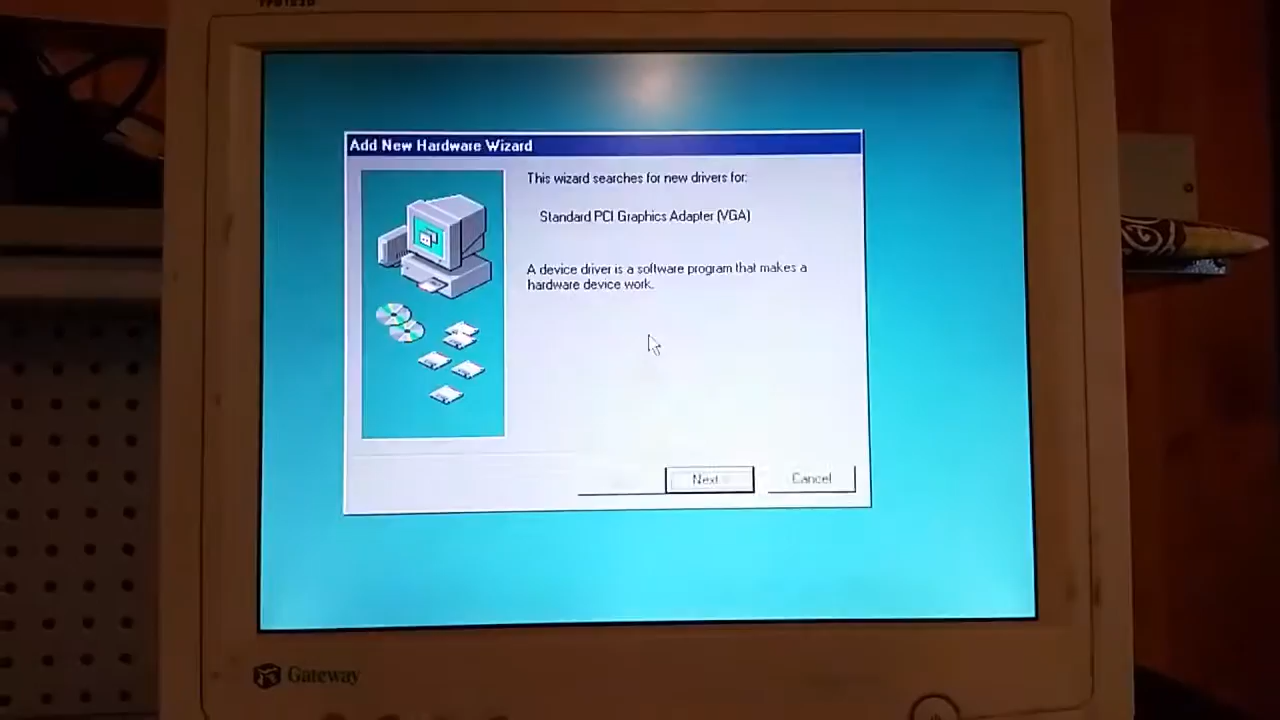 Add New Hardware Wizard
This wizard searches for new drivers for:
Standard PCI Graphics Adapter (VGA)
A device driver is a software program that makes a
hardware device work.
Next
Cancel
Gateway